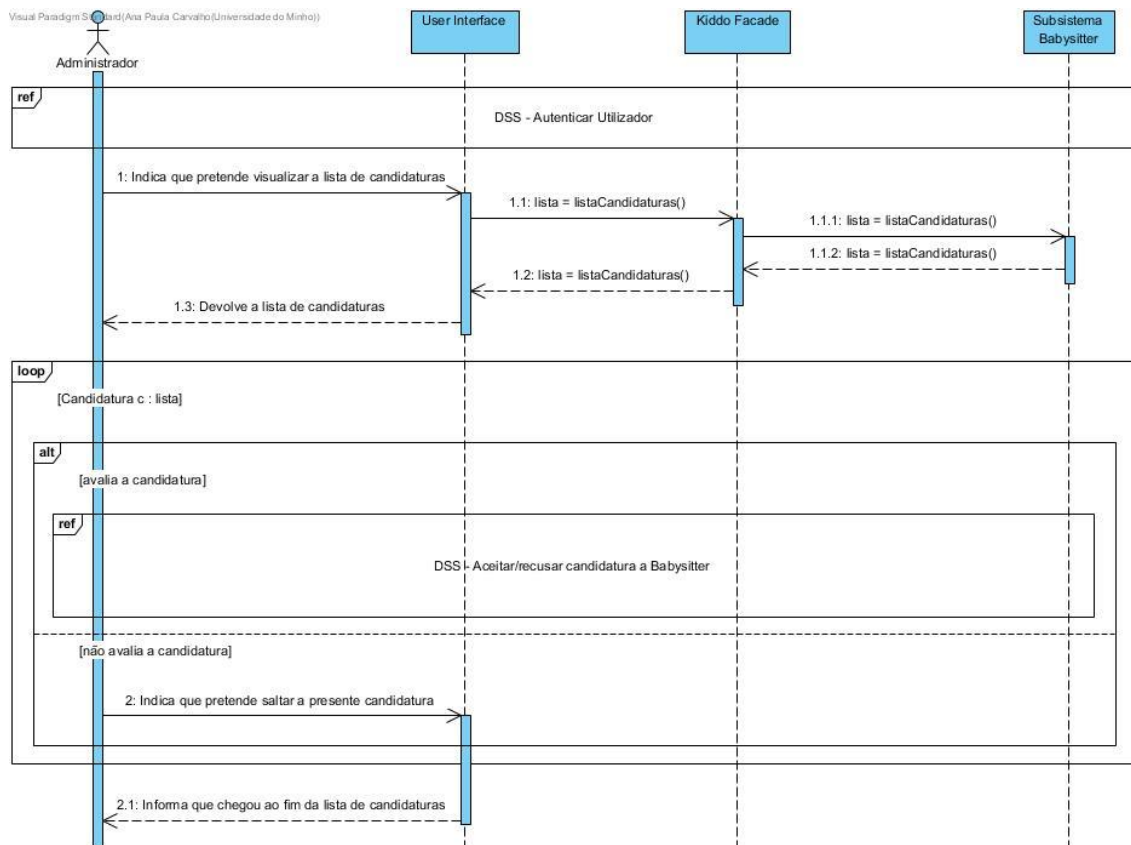 Visual Paradigm Standard(Ana Paula Carvalho(Universidade do Minho))
Administrador
User Interface
Kiddo Facade
Subsistema
Babysitter
ref
DSS - Autenticar Utilizador
1: Indica que pretende visualizar a lista de candidaturas
1.1: lista = listaCandidaturas()
1.1.1: lista = listaCandidaturas()
1.1.2: lista = listaCandidaturas()
1.2: lista = listaCandidaturas()
1.3: Devolve a lista de candidaturas
loop
[Candidatura c : lista]
alt
[avalia a candidatura]
ref
DSS - Aceitar/recusar candidatura a Babysitter
[não avalia a candidatura]
2: Indica que pretende saltar a presente candidatura
2.1: Informa que chegou ao fim da lista de candidaturas